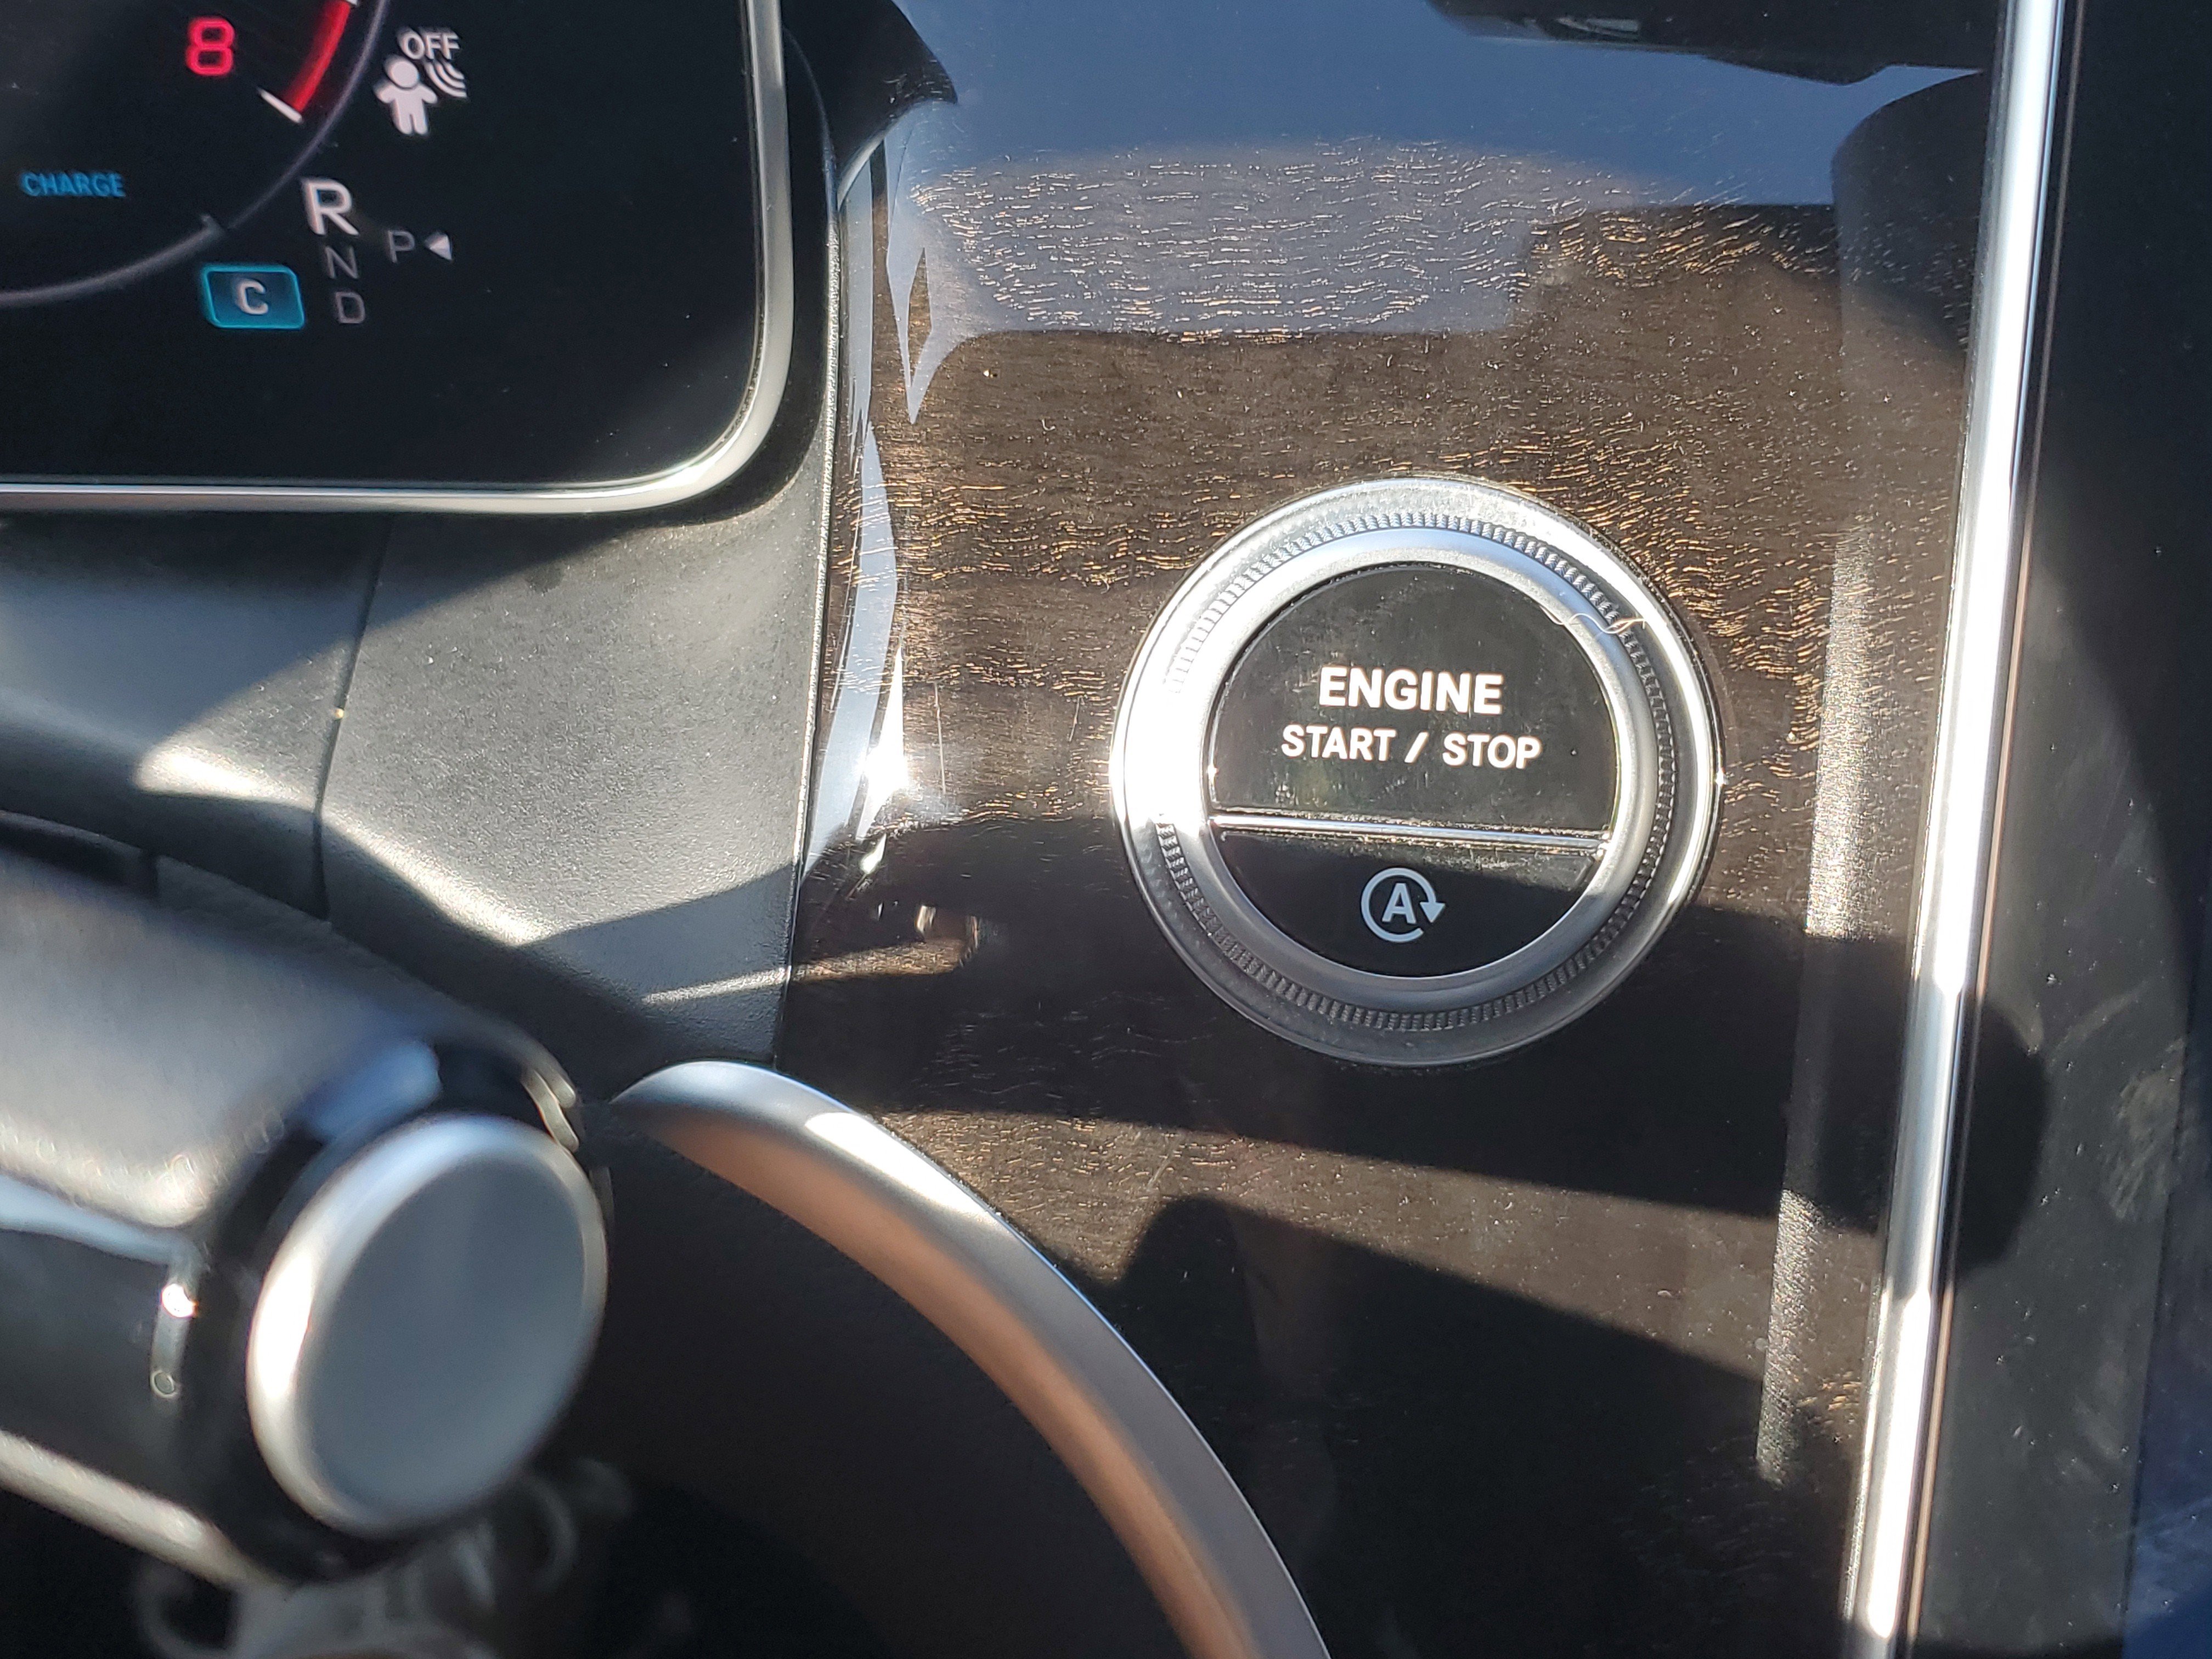 8
OFF
CHARGE
R
N
P◀
C
D
ENGINE
START / STOP
A